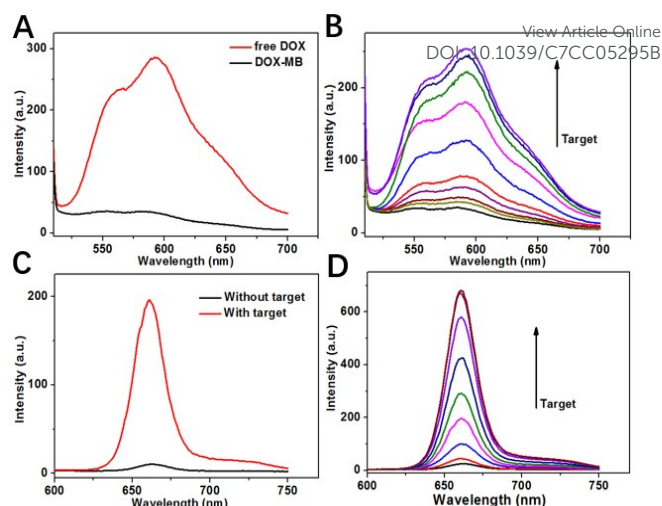 View Article Online
DOI: 10.1039/C7CC05295B
A
300
200
100
0
Intensity (a.u.)
free DOX
DOX-MB
550 600 650 700
Wavelength (nm)
B
200
100
0
Intensity (a.u.)
Target
550 600 650 700
Wavelength (nm)
C
200
100
0
Intensity (a.u.)
Without target
With target
600 650 700 750
Wavelength (nm)
D
600
400
200
0
Intensity (a.u.)
Target
600 650 700 750
Wavelength (nm)